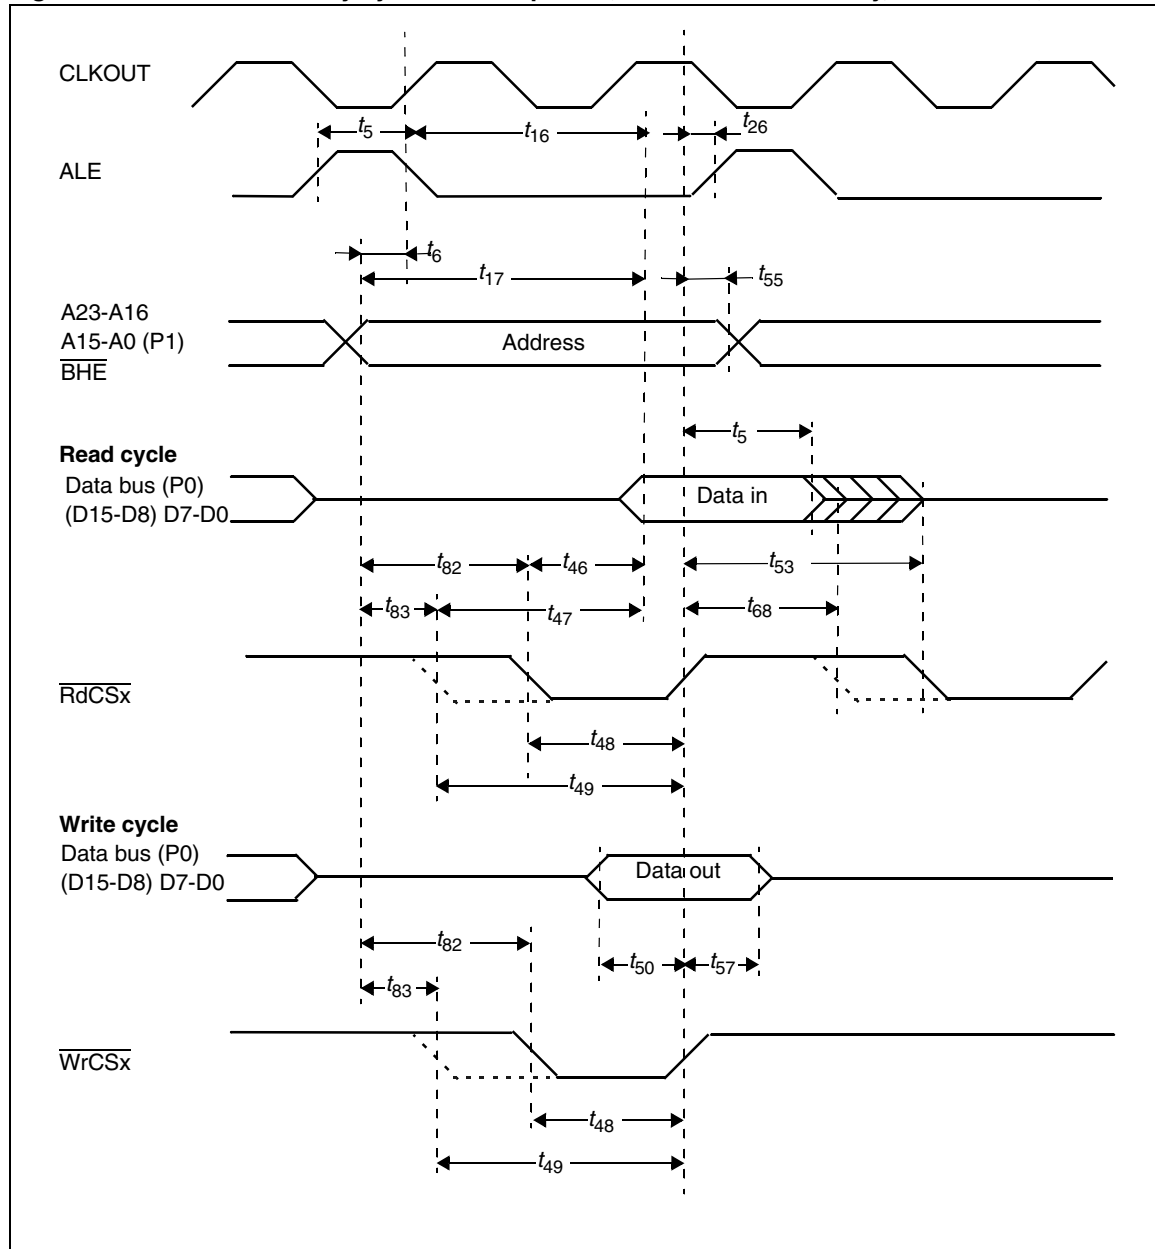 CLKOUT
t5
t16
t26
ALE
t6
t17
t55
A23-A16
A15-A0 (P1)
BHE
Address
t5
Read cycle
Data bus (P0)
(D15-D8) D7-D0
Data in
t82
t46
t53
t83
t47
t68
RdCSx
t48
t49
Write cycle
Data bus (P0)
(D15-D8) D7-D0
Data out
t82
t50
t57
t83
WrCSx
t48
t49